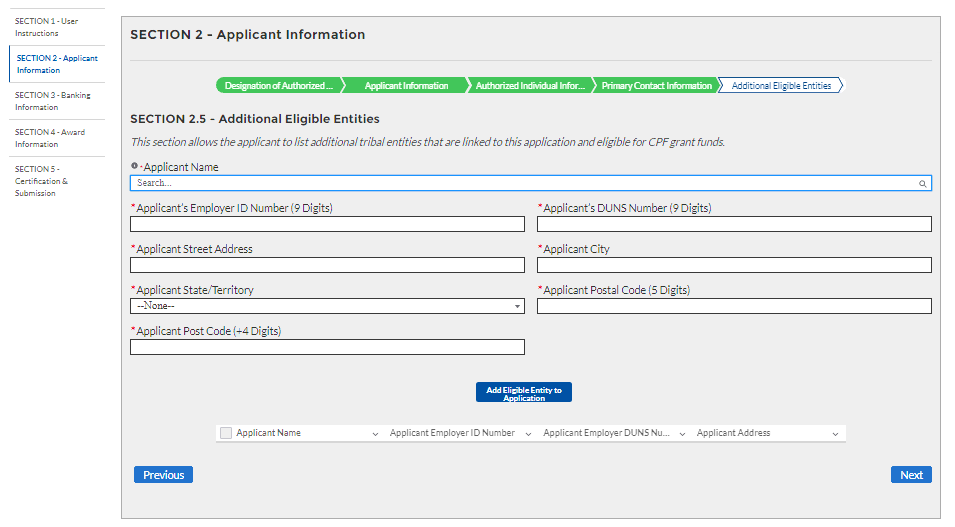 SECTION 1 - User
Instructions
SECTION 2 - Applicant
Information
SECTION 3 - Banking
Information
SECTION 4 - Award
Information
SECTION 5 -
Certification &
Submission
SECTION 2 - Applicant Information
Designation of Authorized ... Applicant Information Authorized Individual Infor... Primary Contact Information Additional Eligible Entities
SECTION 2.5 - Additional Eligible Entities
This section allows the applicant to list additional tribal entities that are linked to this application and eligible for CPF grant funds.
Applicant Name
Search...
*Applicant's Employer ID Number (9 Digits) *Applicant's DUNS Number (9 Digits)
*Applicant Street Address *Applicant City
*Applicant State/Territory *Applicant Postal Code (5 Digits)
--None--
*Applicant Post Code (+4 Digits)
Add Eligible Entity to
Application
Applicant Name Applicant Employer ID Number Applicant Employer DUNS Nu... Applicant Address
Previous Next